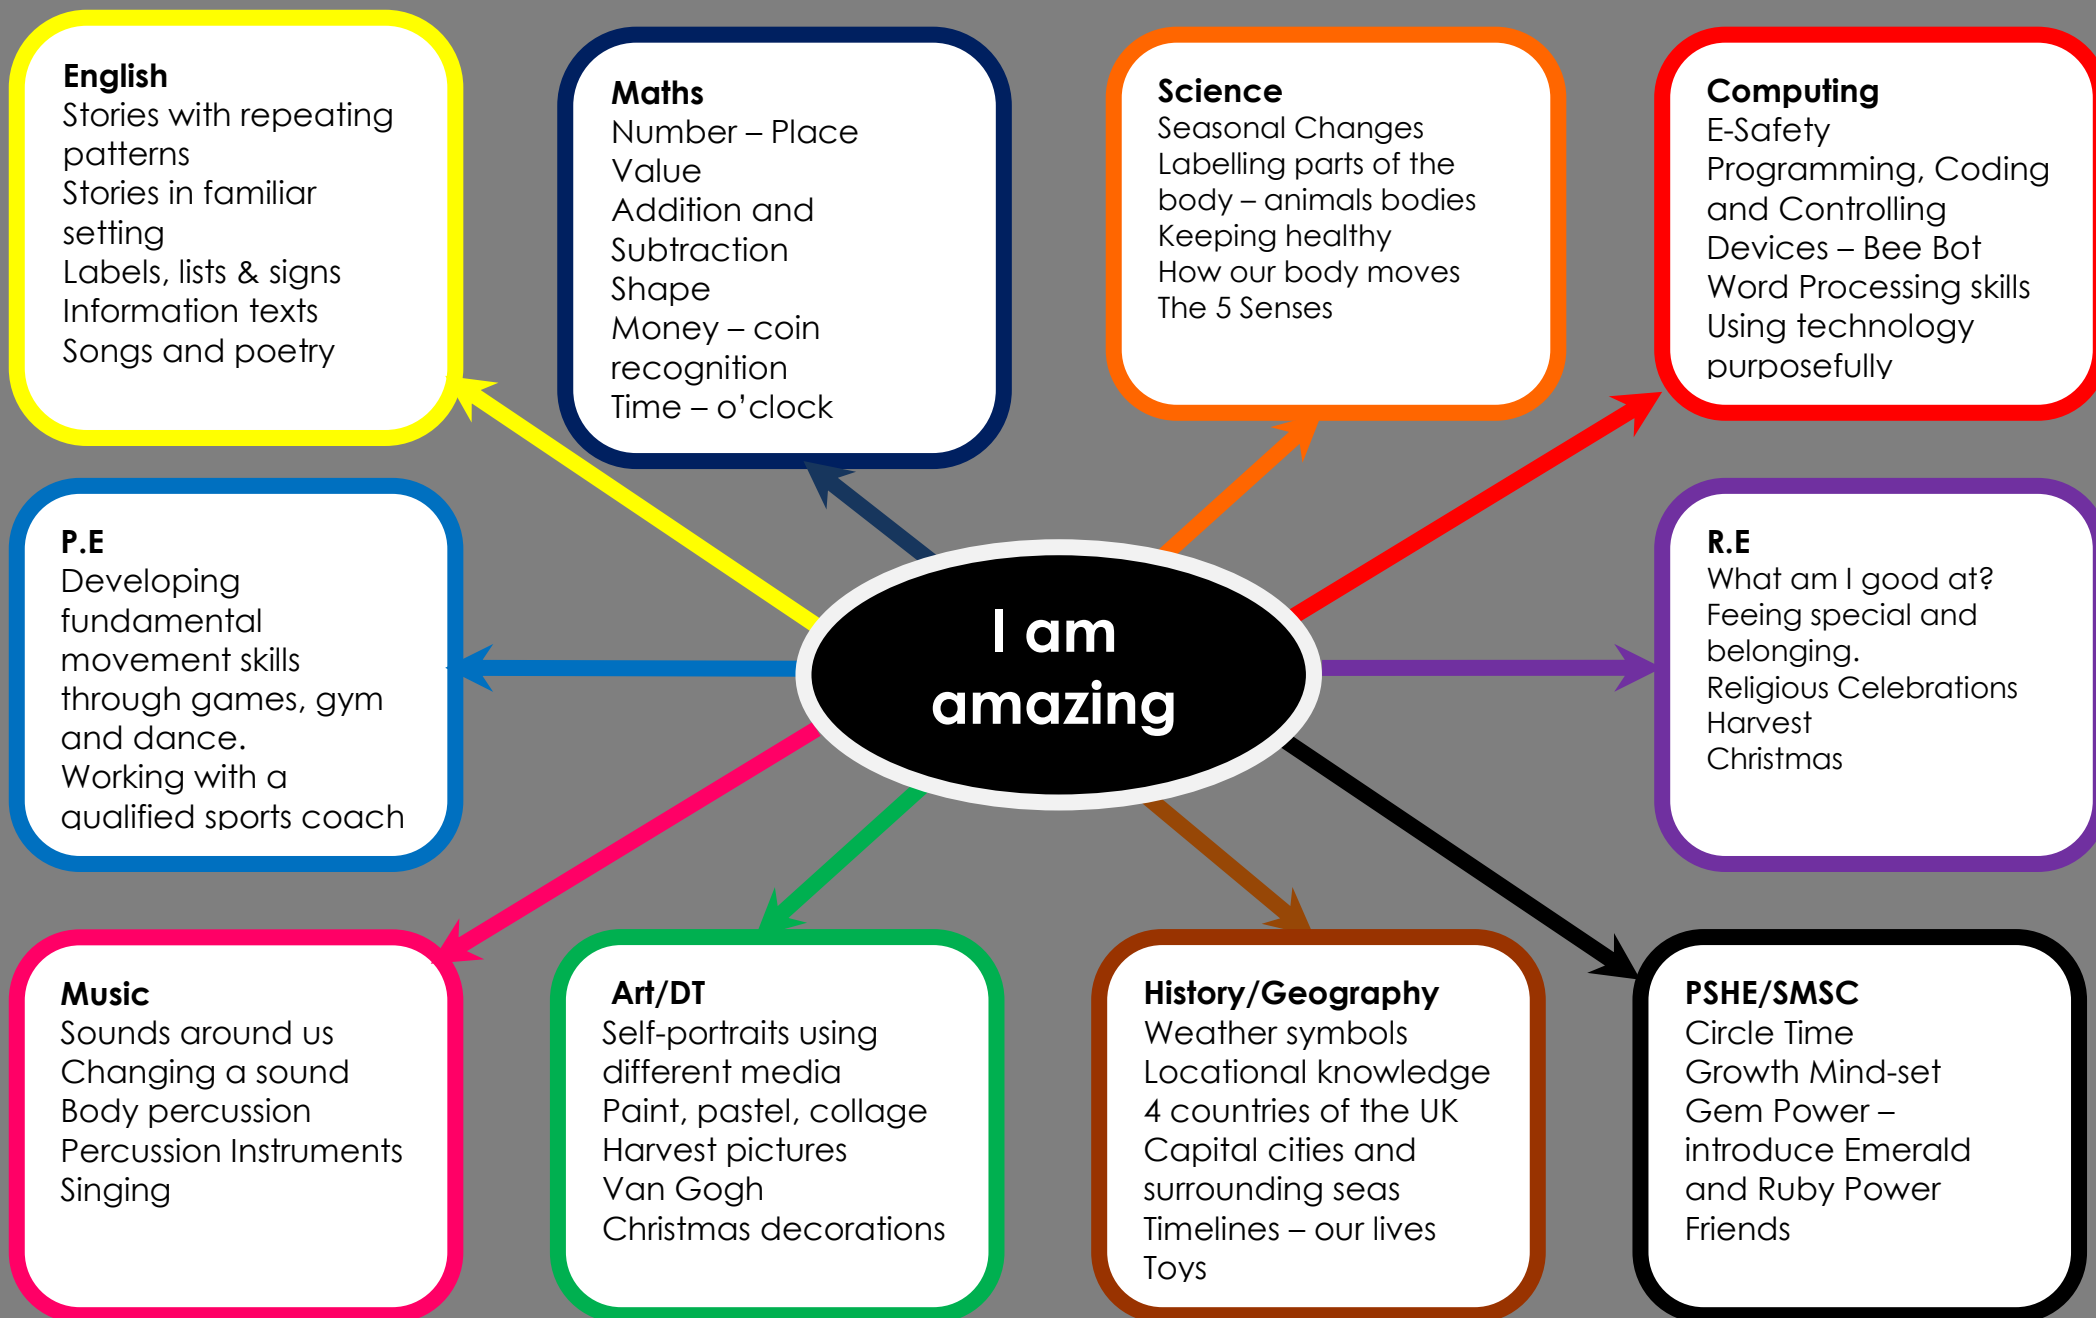 English
Stories with repeating
patterns
Stories in familiar
setting
Labels, lists & signs
Information texts
Songs and poetry
Maths
Number – Place
Value
Addition and
Subtraction
Shape
Money – coin
recognition
Time – o’clock
Science
Seasonal Changes
Labelling parts of the
body – animals bodies
Keeping healthy
How our body moves
The 5 Senses
Computing
E-Safety
Programming, Coding
and Controlling
Devices – Bee Bot
Word Processing skills
Using technology
purposefully
P.E
Developing
fundamental
movement skills
through games, gym
and dance.
Working with a
qualified sports coach
I am
amazing
R.E
What am I good at?
Feeing special and
belonging.
Religious Celebrations
Harvest
Christmas
Music
Sounds around us
Changing a sound
Body percussion
Percussion Instruments
Singing
Art/DT
Self-portraits using
different media
Paint, pastel, collage
Harvest pictures
Van Gogh
Christmas decorations
History/Geography
Weather symbols
Locational knowledge
4 countries of the UK
Capital cities and
surrounding seas
Timelines – our lives
Toys
PSHE/SMSC
Circle Time
Growth Mind-set
Gem Power –
introduce Emerald
and Ruby Power
Friends